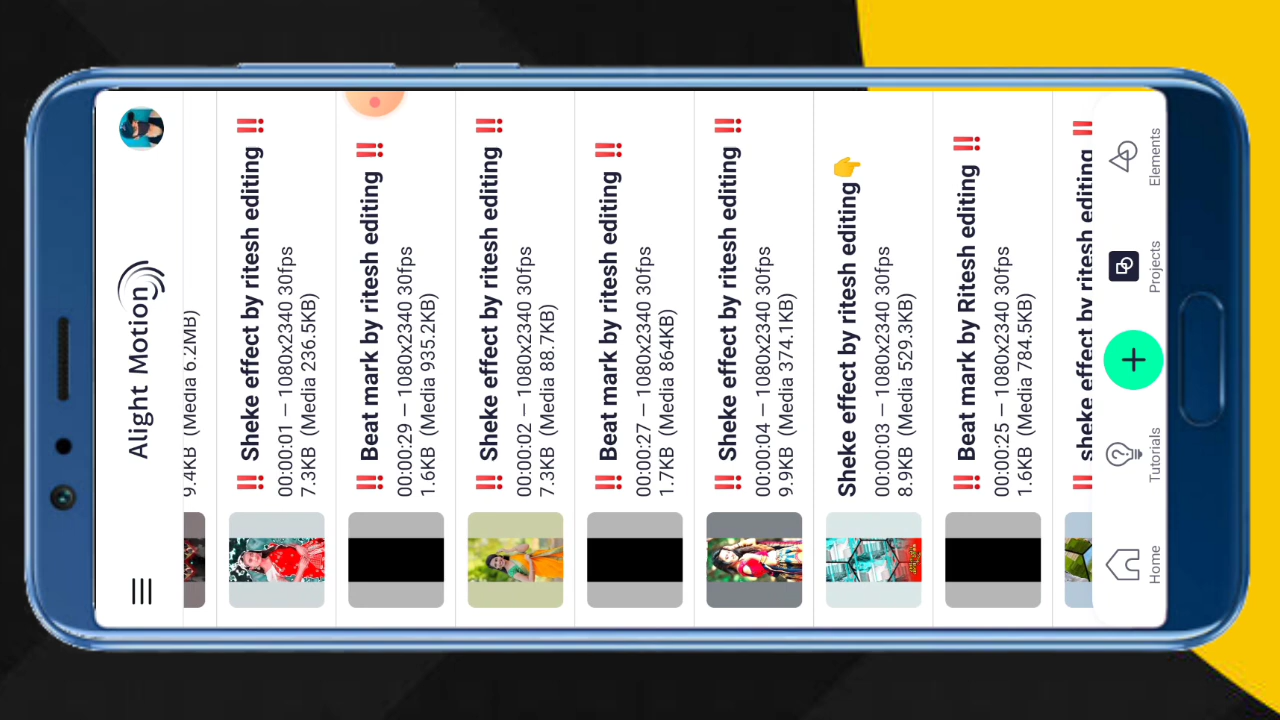 Alight Motion
9.4KB (Media 6.2MB)
‼️ Sheke effect by ritesh editing ‼️
00:00:01 — 1080x2340 30fps
7.3KB (Media 236.5KB)
‼️ Beat mark by ritesh editing ‼️
00:00:29 — 1080x2340 30fps
1.6KB (Media 935.2KB)
‼️ Sheke effect by ritesh editing ‼️
00:00:02 — 1080x2340 30fps
7.3KB (Media 88.7KB)
‼️ Beat mark by ritesh editing ‼️
00:00:27 — 1080x2340 30fps
1.7KB (Media 864KB)
‼️ Sheke effect by ritesh editing ‼️
00:00:04 — 1080x2340 30fps
9.9KB (Media 374.1KB)
Sheke effect by ritesh editing 👉
00:00:03 — 1080x2340 30fps
8.9KB (Media 529.3KB)
‼️ Beat mark by Ritesh editing ‼️
00:00:25 — 1080x2340 30fps
1.6KB (Media 784.5KB)
‼️ sheke effect by ritesh editing ‼️
Home
Tutorials
Projects
Elements